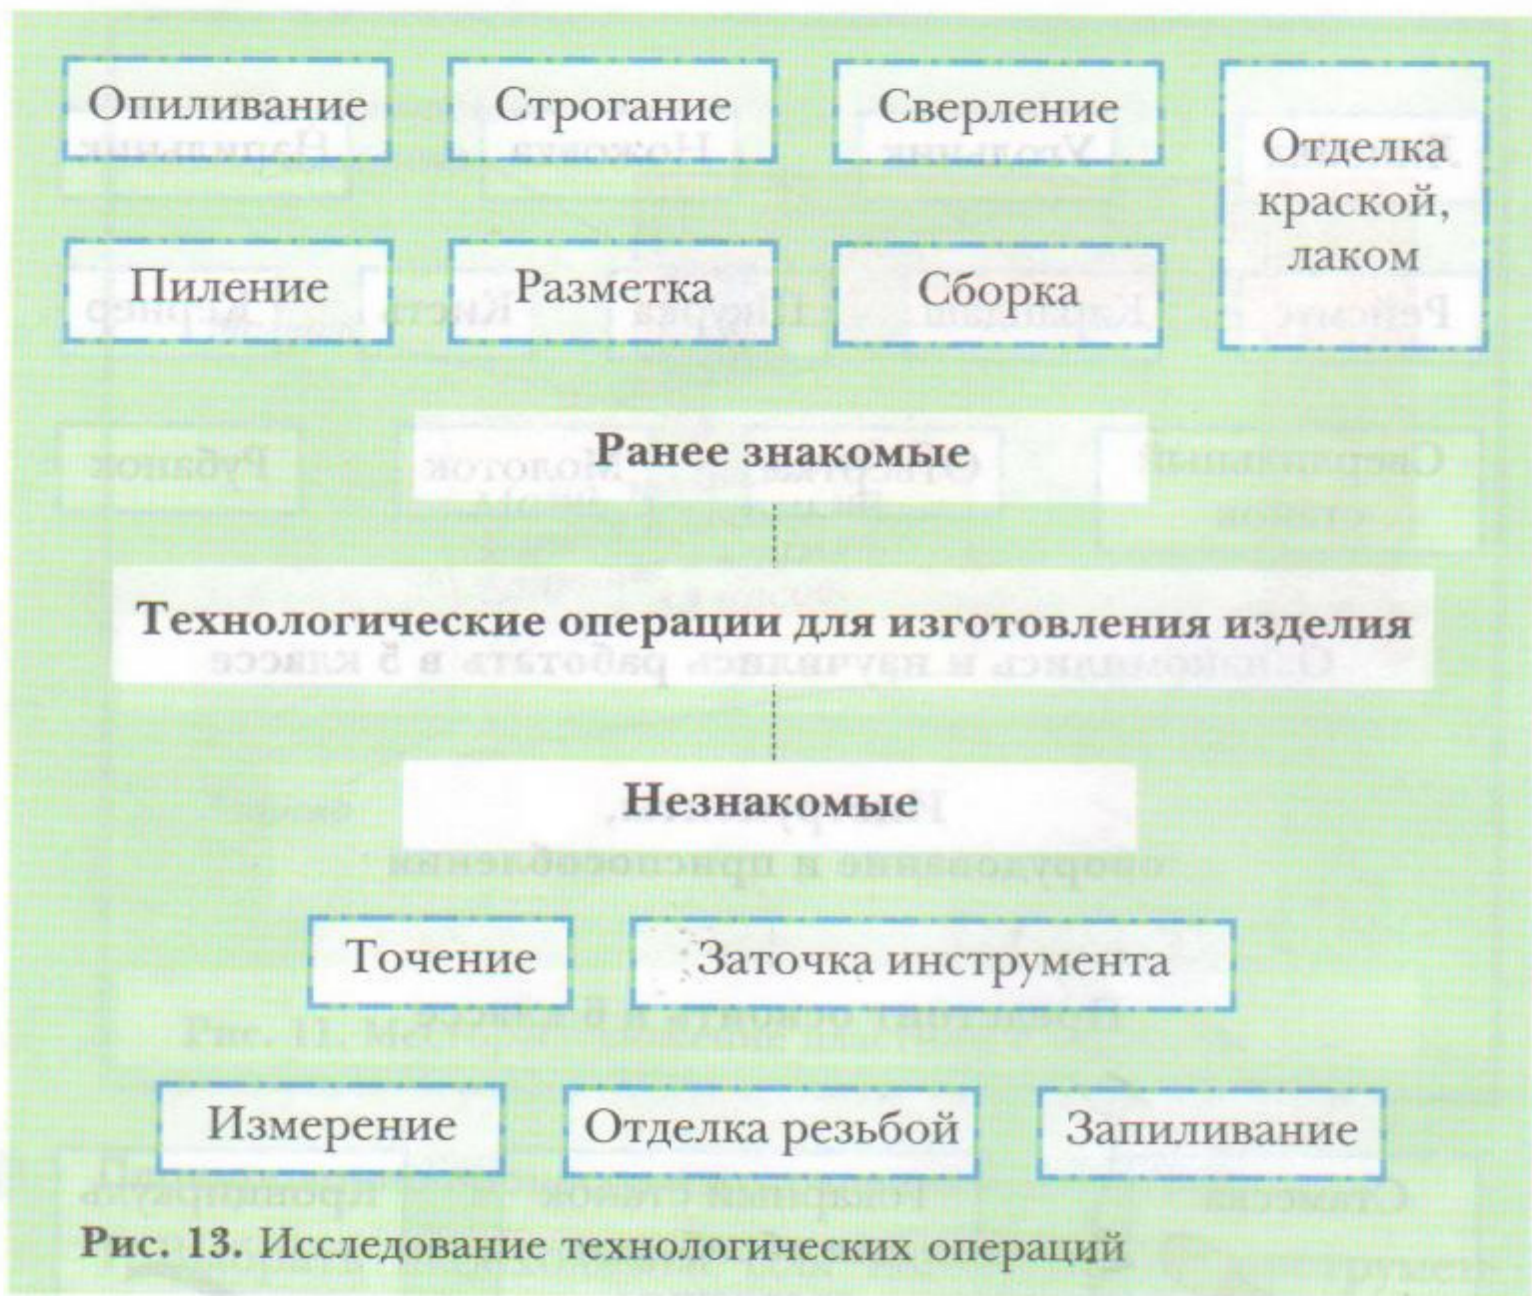 Опиливание
Строгание
Сверление
Отделка
краской,
лаком
Пиление
Разметка
Сборка
Ранее знакомые
Технологические операции для изготовления изделия
Незнакомые
Точение
Заточка инструмента
Измерение
Отделка резьбой
Запиливание
Рис. 13. Исследование технологических операций